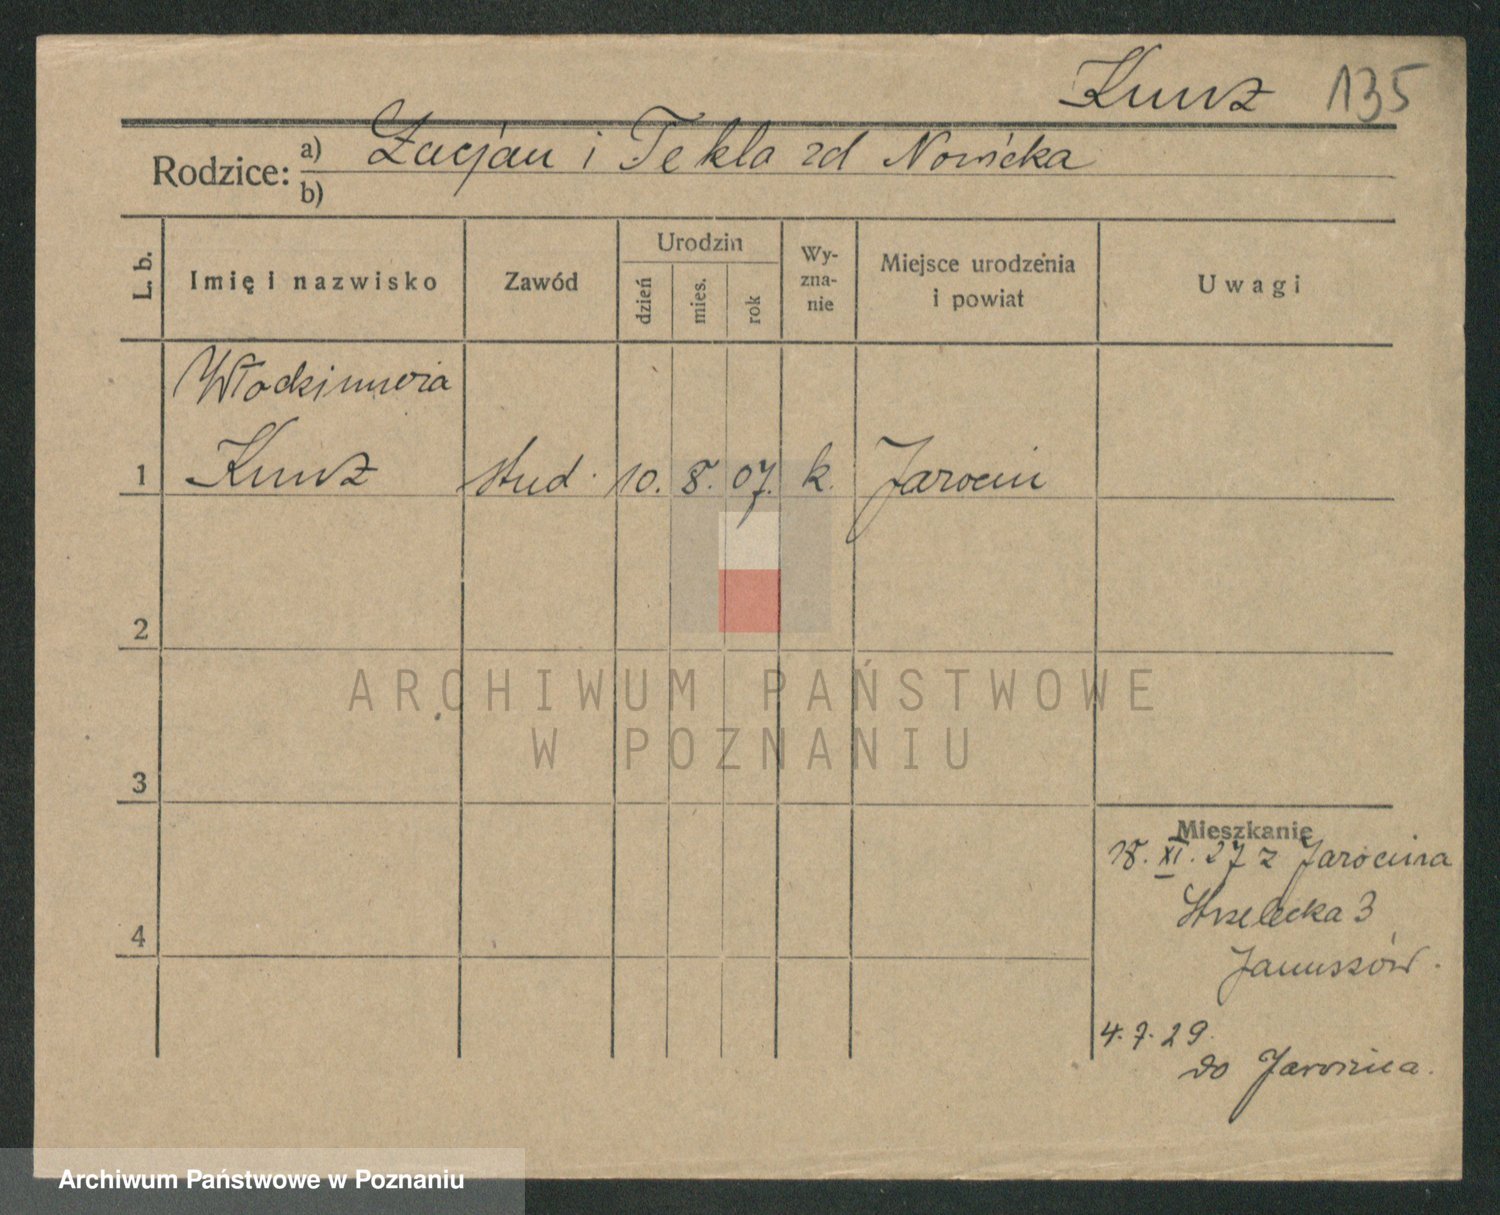 Kunz 135
Rodzice: a) Łucjan i Tekla zd Nowicka
b)
L. b.
Imię i nazwisko
Zawód
Urodzin
dzień
mies.
rok
Wy-
zna-
nie
Miejsce urodzenia
i powiat
Uwagi
Włodzimiera
1 Kunz stud. 10. 8. 07. k. Jarocin
2
3
4
Mieszkanie
18. XI. 27 z Jarocina
Strzelecka 3
Januszów.
4. 7. 29.
do Jarocina.
ARCHIWUM PAŃSTWOWE
W POZNANIU
Archiwum Państwowe w Poznaniu